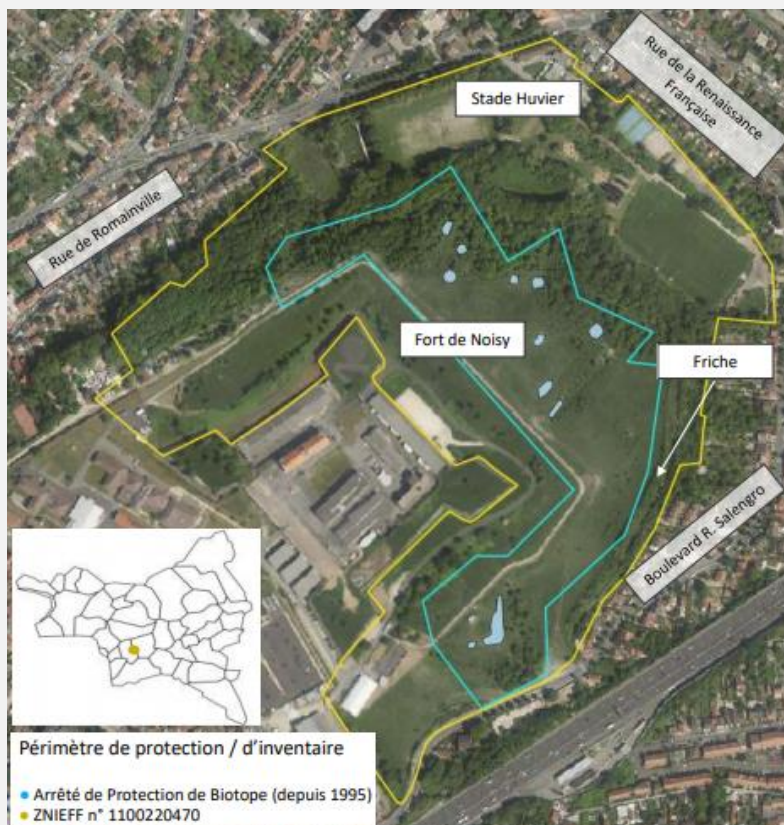 Stade Huvier
Rue de la Renaissance
Française
Rue de Romainville
Fort de Noisy
Friche
Boulevard R. Salengro
Périmètre de protection / d'inventaire
Arrêté de Protection de Biotope (depuis 1995)
ZNIEFF n° 1100220470